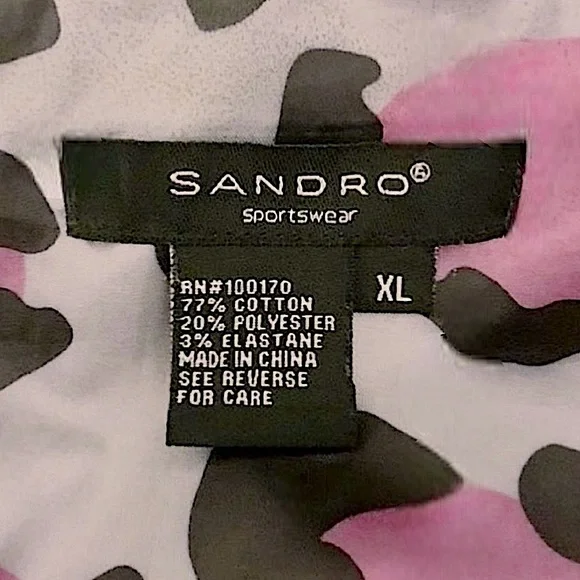 SANDRO®
Sportswear
XL
RN#100170
77% COTTON
20% POLYESTER
3% ELASTANE
MADE IN CHINA
SEE REVERSE
FOR CARE